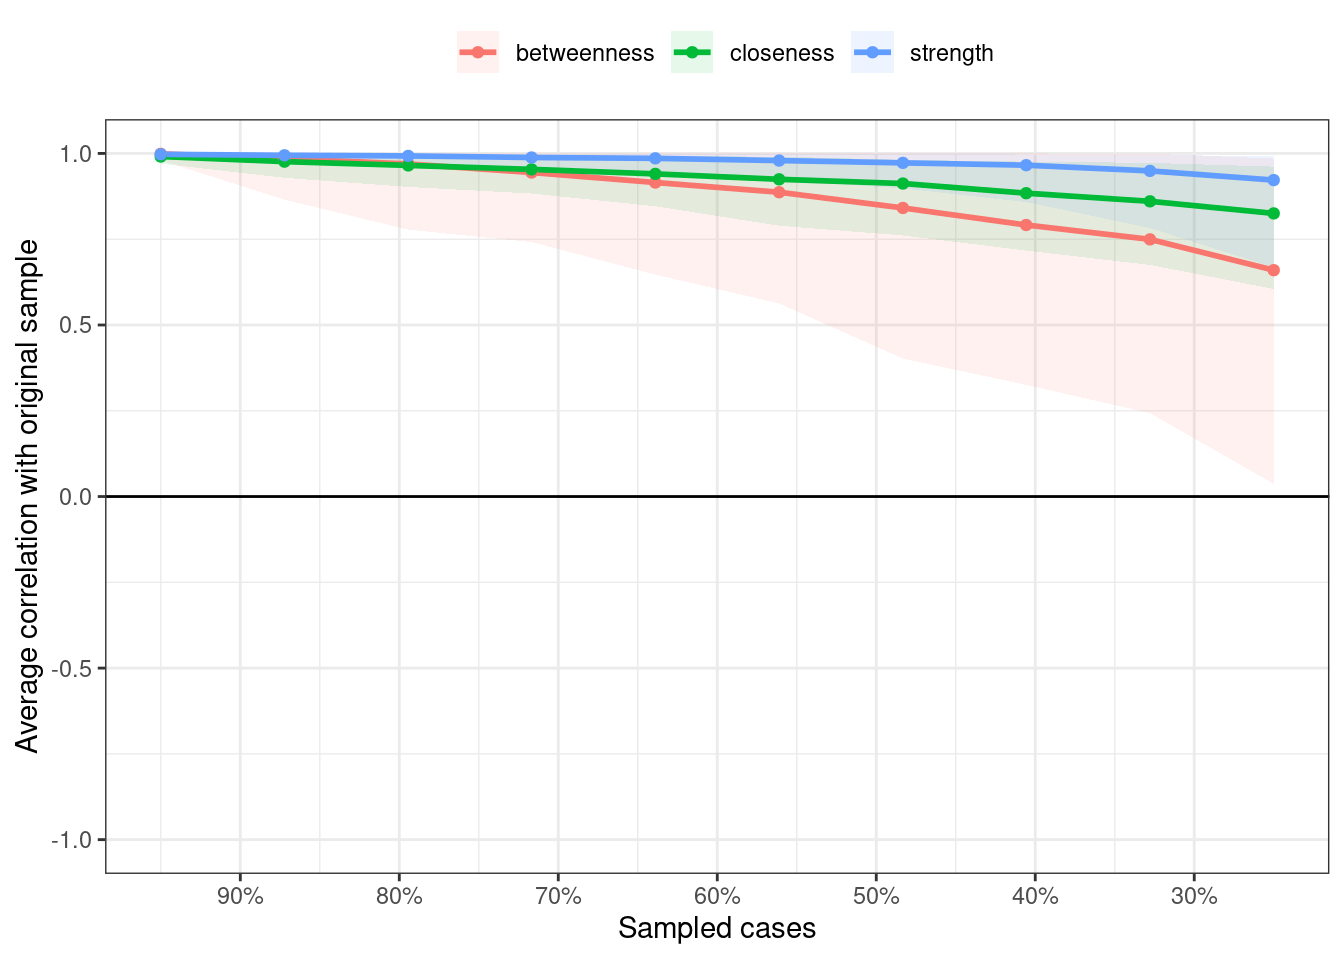 betweenness closeness strength
1.0
0.5
0.0
-0.5
-1.0
Average correlation with original sample
90% 80% 70% 60% 50% 40% 30%
Sampled cases